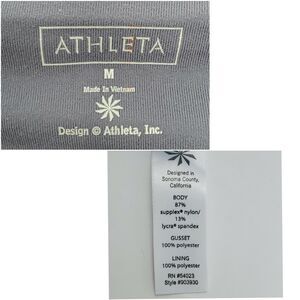 ATHLETA
M
Made In Vietnam
Design © Athleta, Inc.
Designed in
Sonoma County,
California
BODY
87%
supplex® nylon/
13%
lycra® spandex
GUSSET
100% polyester
LINING
100% polyester
RN #54023
Style #903930